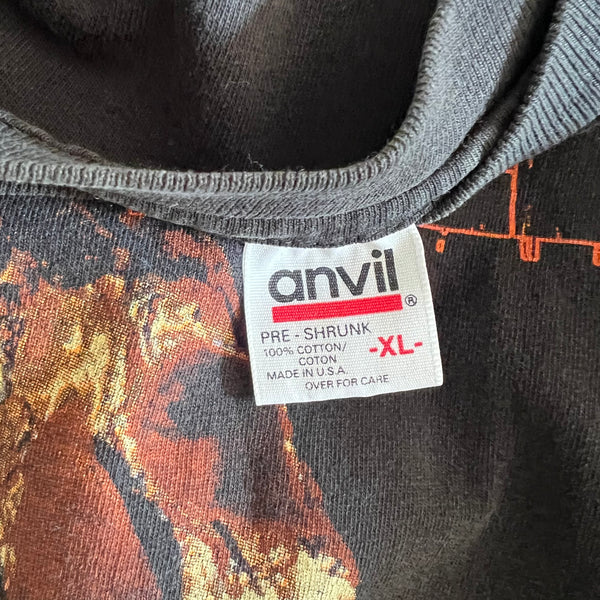 anvil®
PRE - SHRUNK
100% COTTON/
COTON
-XL-
MADE IN U.S.A.
OVER FOR CARE